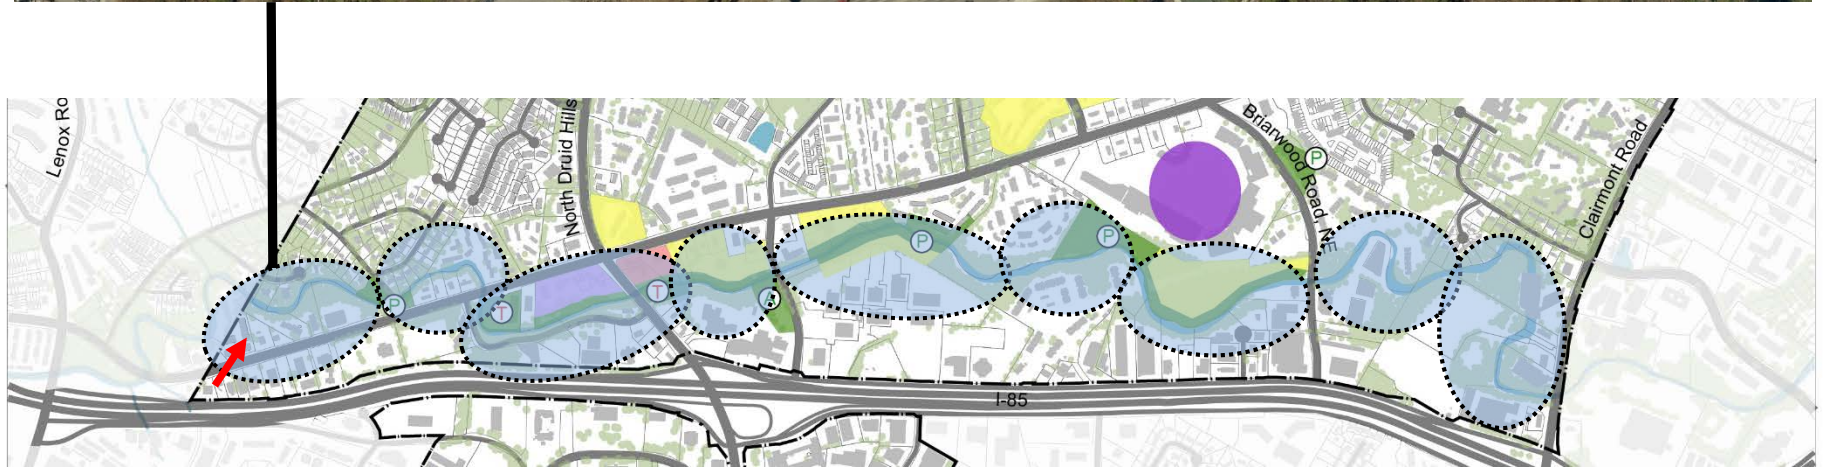 Lenox Ro
North Druid Hills
Briarwood Road, NE
Clairmont Road
P
P
P
P
T
T
A
I-85